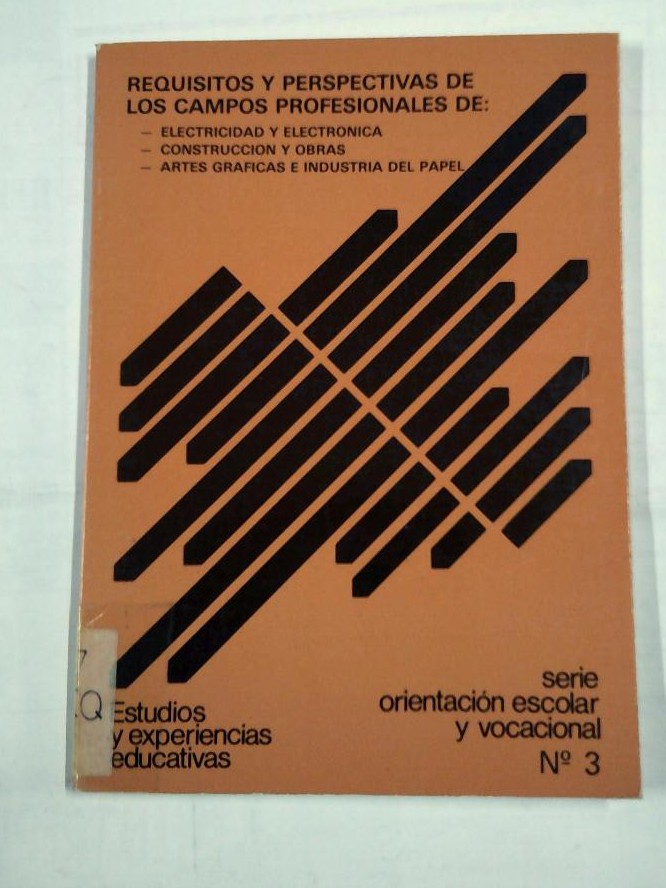 REQUISITOS Y PERSPECTIVAS DE
LOS CAMPOS PROFESIONALES DE:
— ELECTRICIDAD Y ELECTRONICA
— CONSTRUCCION Y OBRAS
— ARTES GRAFICAS E INDUSTRIA DEL PAPEL
serie
orientación escolar
y vocacional
Nº 3
Estudios
y experiencias
educativas
7
Q